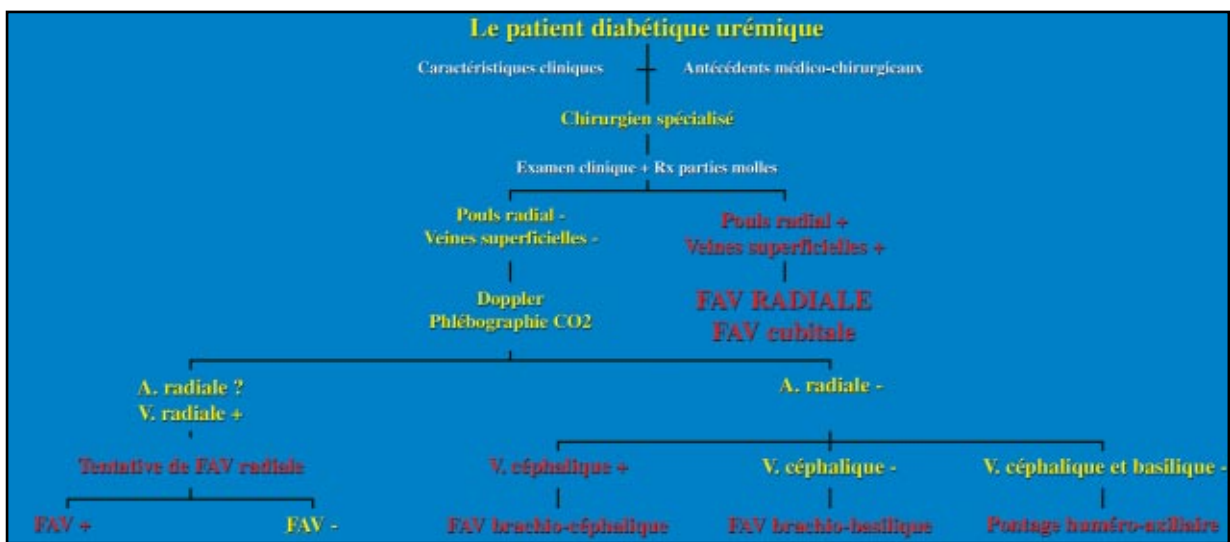 Le patient diabétique urémique
Caractéristiques cliniques
Antécédents médico-chirurgicaux
Chirurgien spécialisé
Examen clinique + Rx parties molles
Pouls radial -
Veines superficielles -
Pouls radial +
Veines superficielles +
Doppler
Phlébographie CO2
FAV RADIALE
FAV cubitale
A. radiale ?
V. radiale +
A. radiale -
Tentative de FAV radiale
V. céphalique +
V. céphalique -
V. céphalique et basilique -
FAV +
FAV -
FAV brachio-céphalique
FAV brachio-basilique
Pontage huméro-axillaire